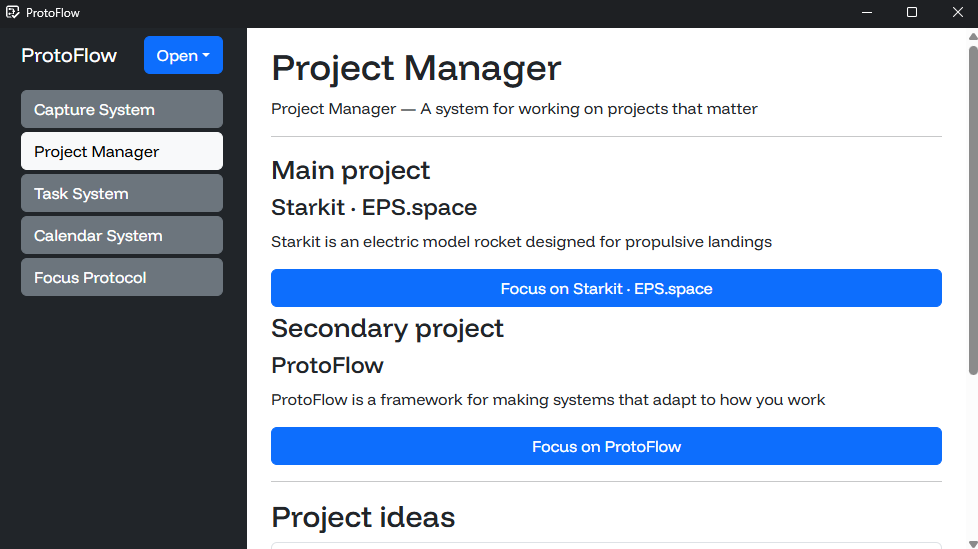 ProtoFlow
ProtoFlow
Open
Capture System
Project Manager
Task System
Calendar System
Focus Protocol
Project Manager
Project Manager — A system for working on projects that matter
Main project
Starkit · EPS.space
Starkit is an electric model rocket designed for propulsive landings
Focus on Starkit · EPS.space
Secondary project
ProtoFlow
ProtoFlow is a framework for making systems that adapt to how you work
Focus on ProtoFlow
Project ideas